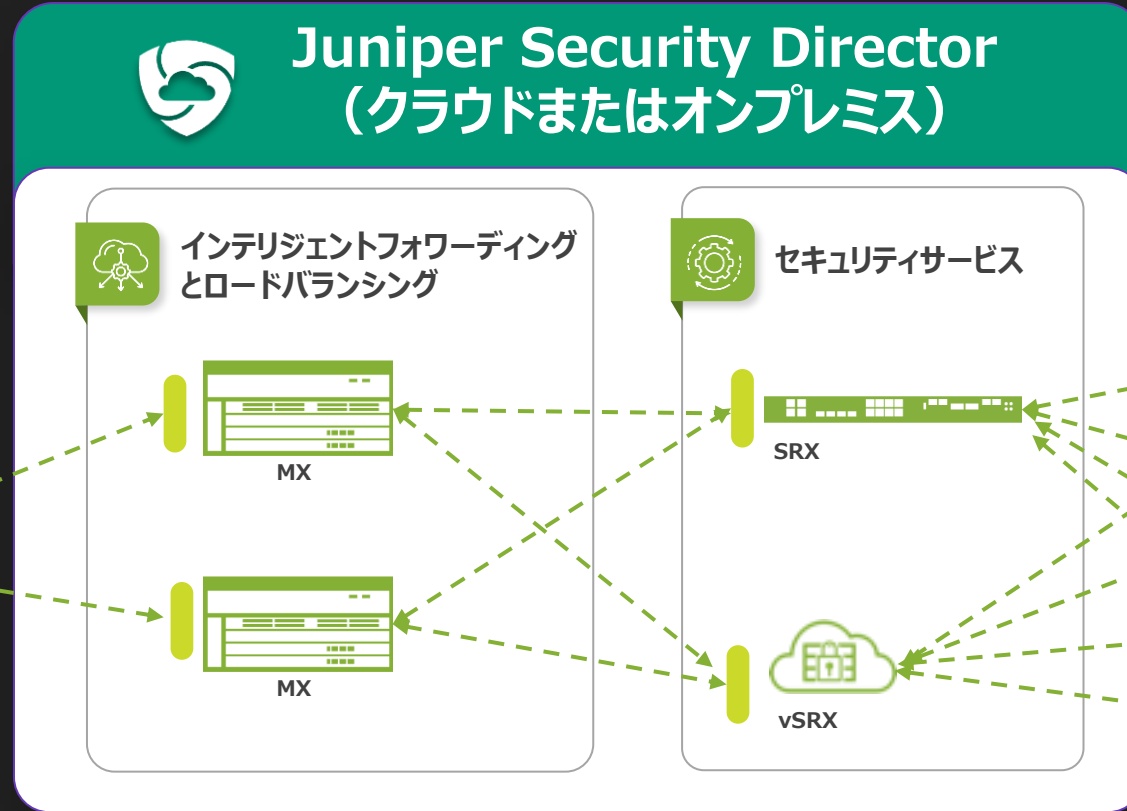 Juniper Security Director
（クラウドまたはオンプレミス）
インテリジェントフォワーディング
とロードバランシング
MX
MX
セキュリティサービス
SRX
vSRX